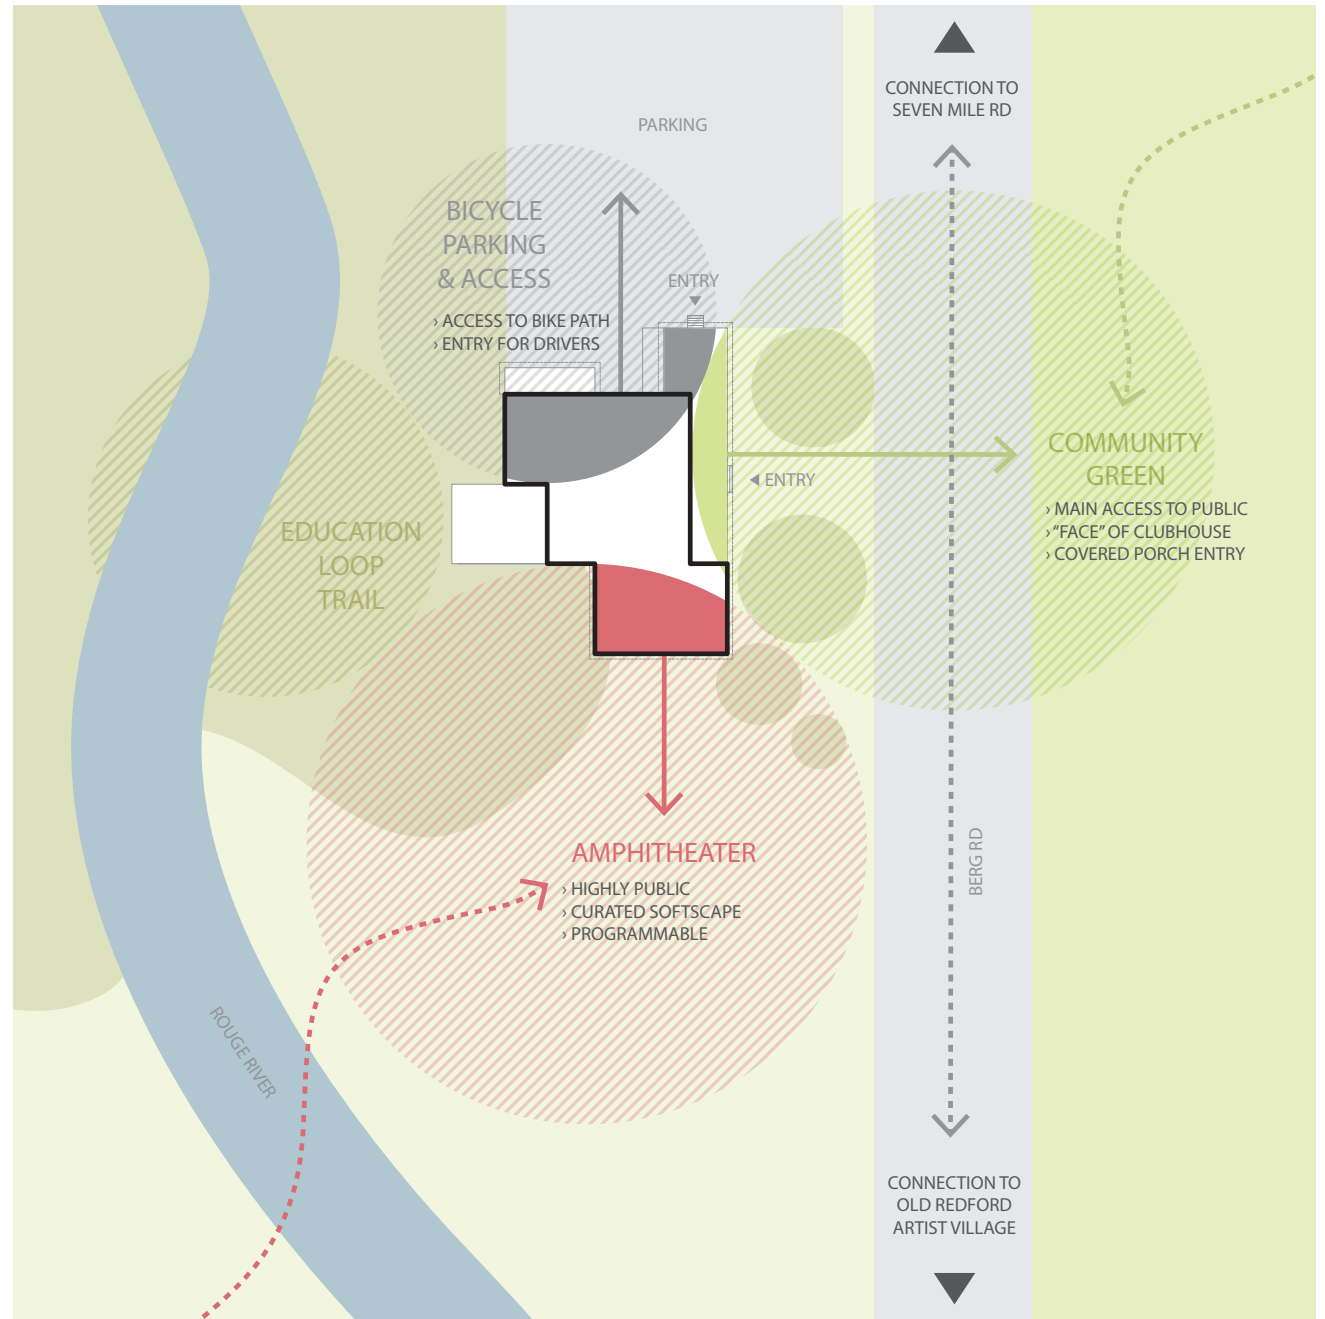 CONNECTION TO
SEVEN MILE RD
PARKING
BICYCLE
PARKING
& ACCESS
› ACCESS TO BIKE PATH
› ENTRY FOR DRIVERS
ENTRY
ENTRY
COMMUNITY
GREEN
› MAIN ACCESS TO PUBLIC
› “FACE” OF CLUBHOUSE
› COVERED PORCH ENTRY
EDUCATION
LOOP
TRAIL
AMPHITHEATER
› HIGHLY PUBLIC
› CURATED SOFTSCAPE
› PROGRAMMABLE
BERG RD
ROUGE RIVER
CONNECTION TO
OLD REDFORD
ARTIST VILLAGE